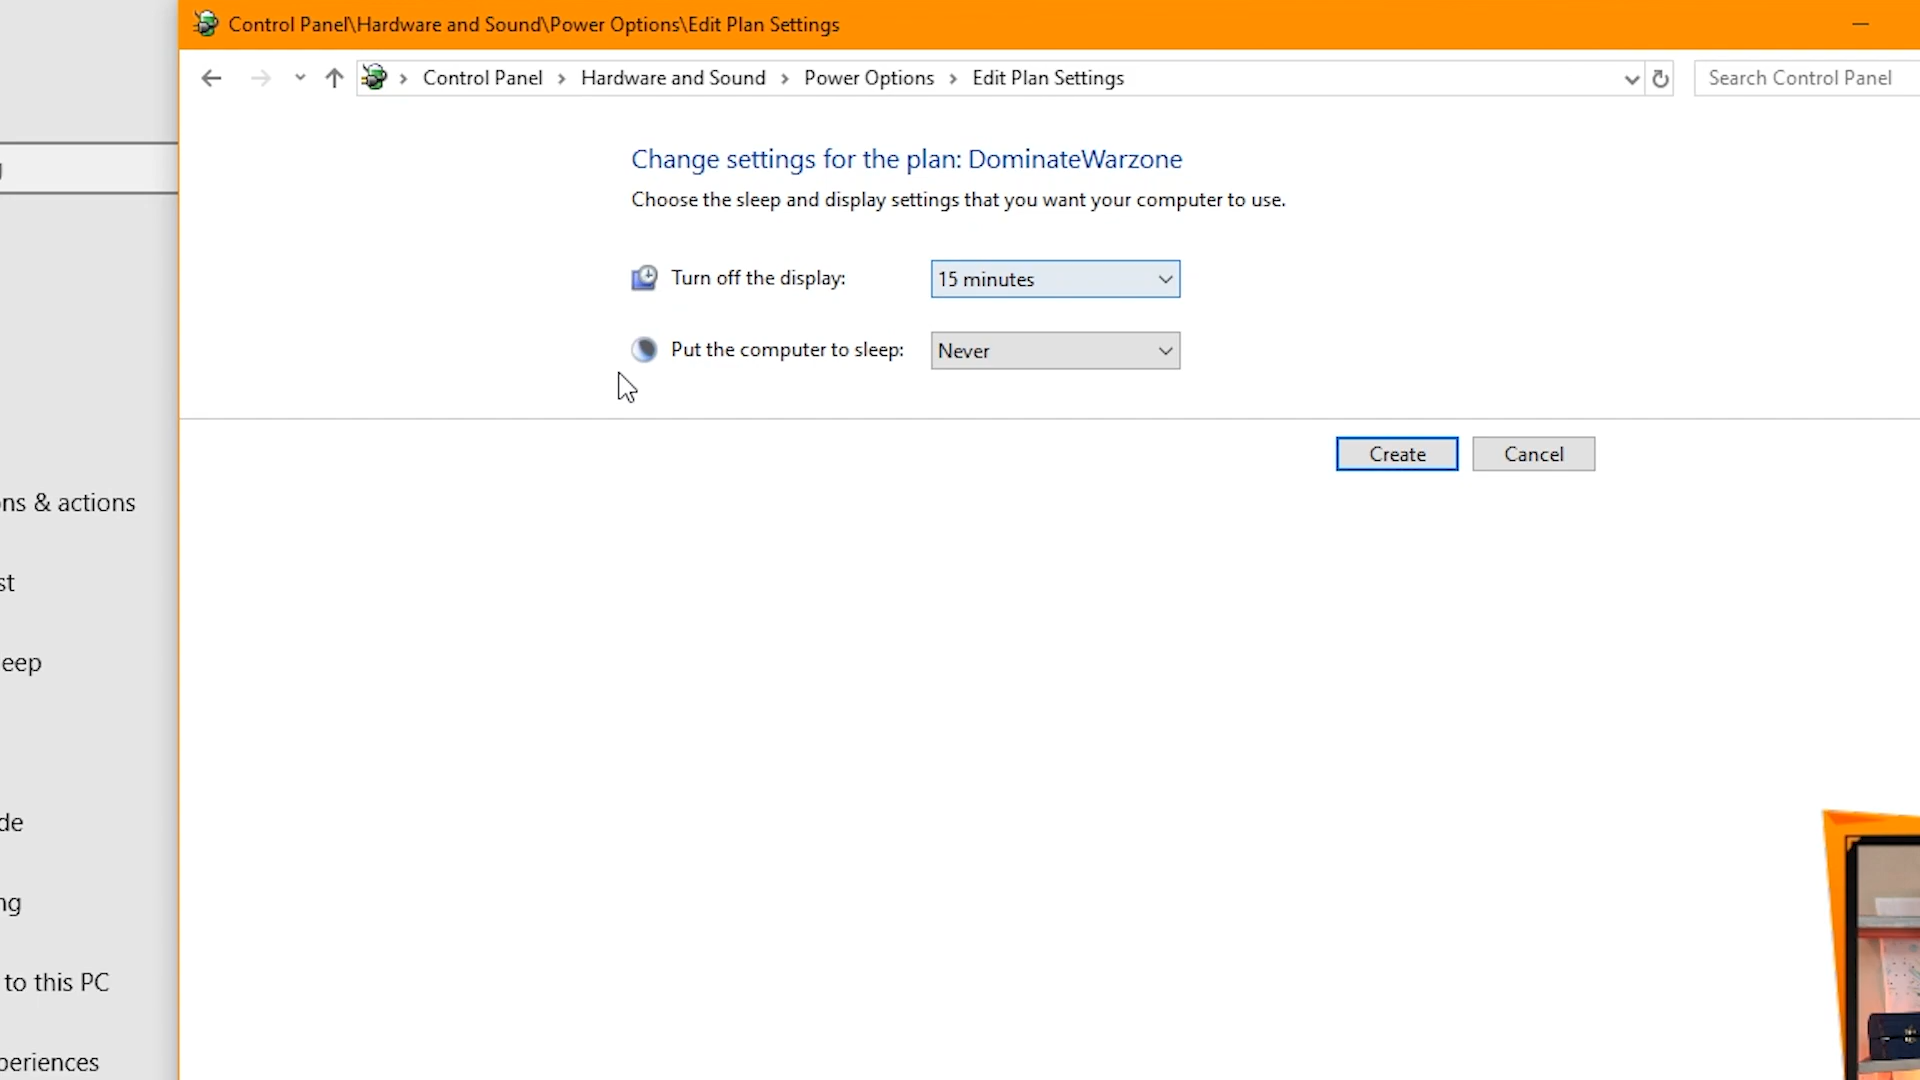 Control Panel\Hardware and Sound\Power Options\Edit Plan Settings
Control Panel > Hardware and Sound > Power Options > Edit Plan Settings
Search Control Panel
Change settings for the plan: DominateWarzone
Choose the sleep and display settings that you want your computer to use.
Turn off the display: 15 minutes
Put the computer to sleep: Never
Create Cancel
ns & actions
st
eep
de
ng
to this PC
periences